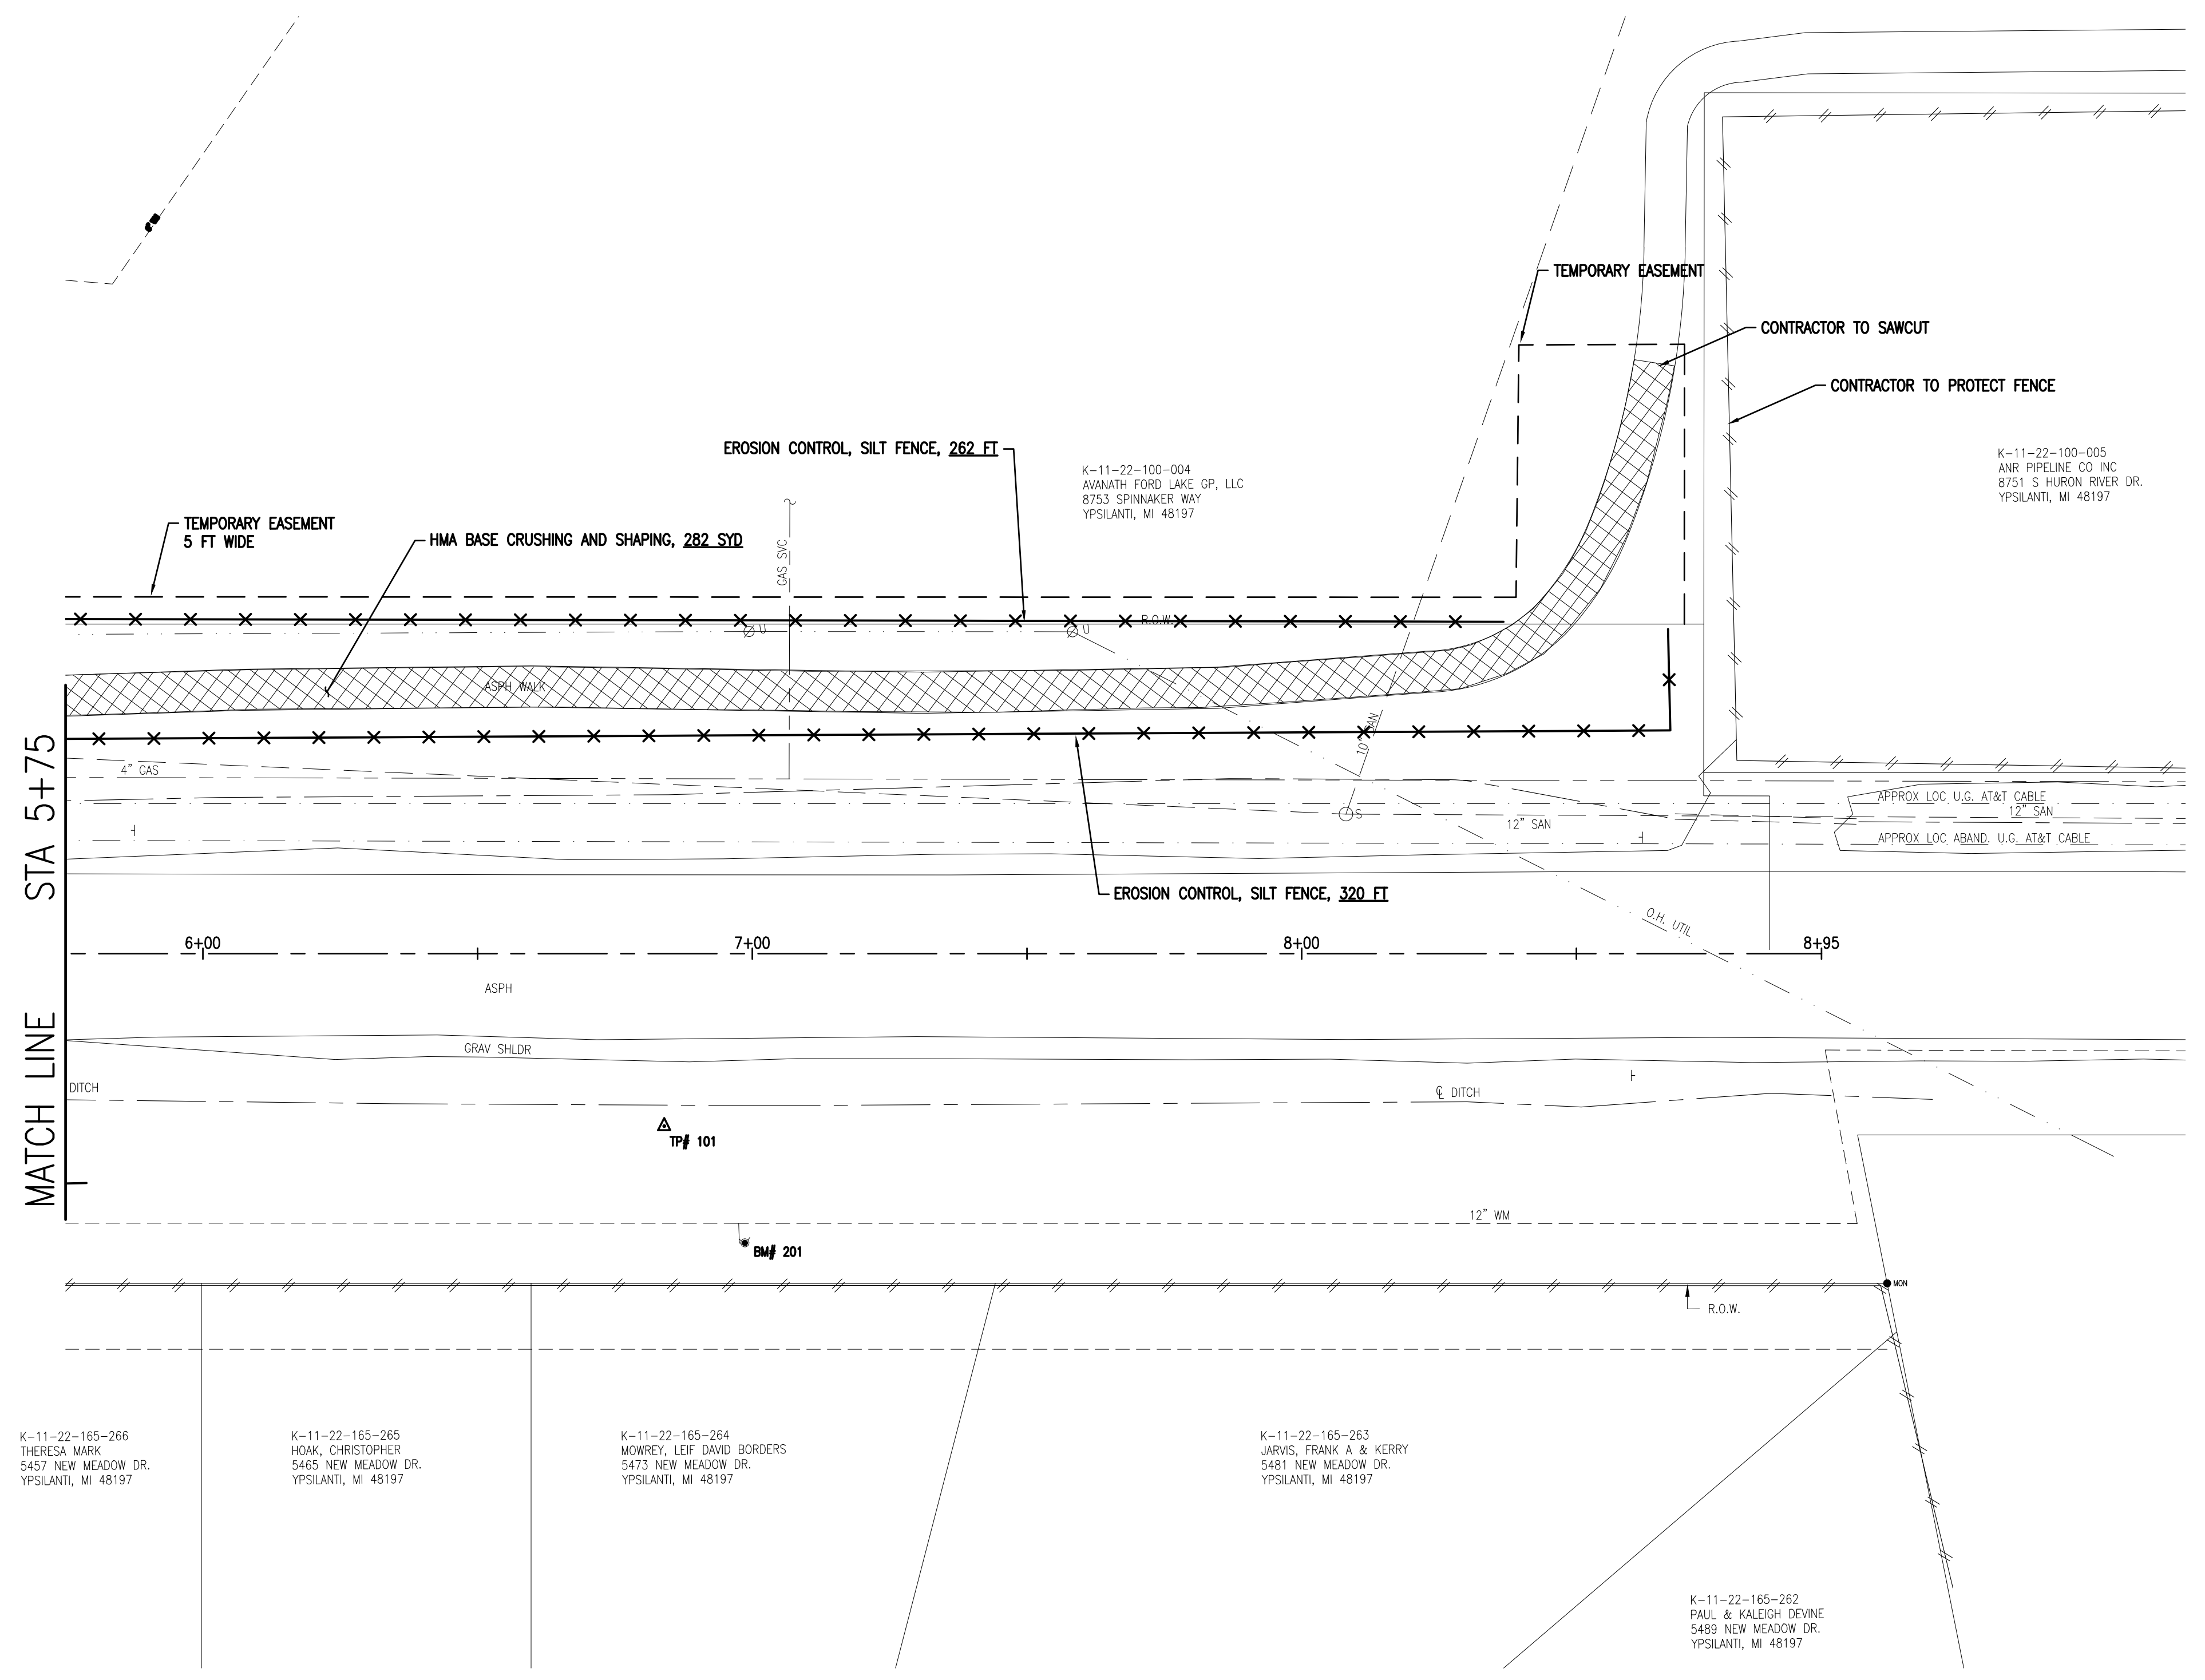 TEMPORARY EASEMENT
CONTRACTOR TO SAWCUT
CONTRACTOR TO PROTECT FENCE
EROSION CONTROL, SILT FENCE, 262 FT
K-11-22-100-004
AVANATH FORD LAKE GP, LLC
8753 SPINNAKER WAY
YPSILANTI, MI 48197
K-11-22-100-005
ANR PIPELINE CO INC
8751 S HURON RIVER DR.
YPSILANTI, MI 48197
TEMPORARY EASEMENT
5 FT WIDE
HMA BASE CRUSHING AND SHAPING, 282 SYD
GAS SVC
U
U
R.O.W.
ASPH WALK
10" SAN
4" GAS
S
12" SAN
APPROX LOC U.G. AT&T CABLE
12" SAN
APPROX LOC ABAND. U.G. AT&T CABLE
EROSION CONTROL, SILT FENCE, 320 FT
O.H. UTIL
MATCH LINE STA 5+75
6+00
7+00
8+00
8+95
ASPH
GRAV SHLDR
DITCH
℄ DITCH
TP# 101
12" WM
BM# 201
MON
R.O.W.
K-11-22-165-266
THERESA MARK
5457 NEW MEADOW DR.
YPSILANTI, MI 48197
K-11-22-165-265
HOAK, CHRISTOPHER
5465 NEW MEADOW DR.
YPSILANTI, MI 48197
K-11-22-165-264
MOWREY, LEIF DAVID BORDERS
5473 NEW MEADOW DR.
YPSILANTI, MI 48197
K-11-22-165-263
JARVIS, FRANK A & KERRY
5481 NEW MEADOW DR.
YPSILANTI, MI 48197
K-11-22-165-262
PAUL & KALEIGH DEVINE
5489 NEW MEADOW DR.
YPSILANTI, MI 48197